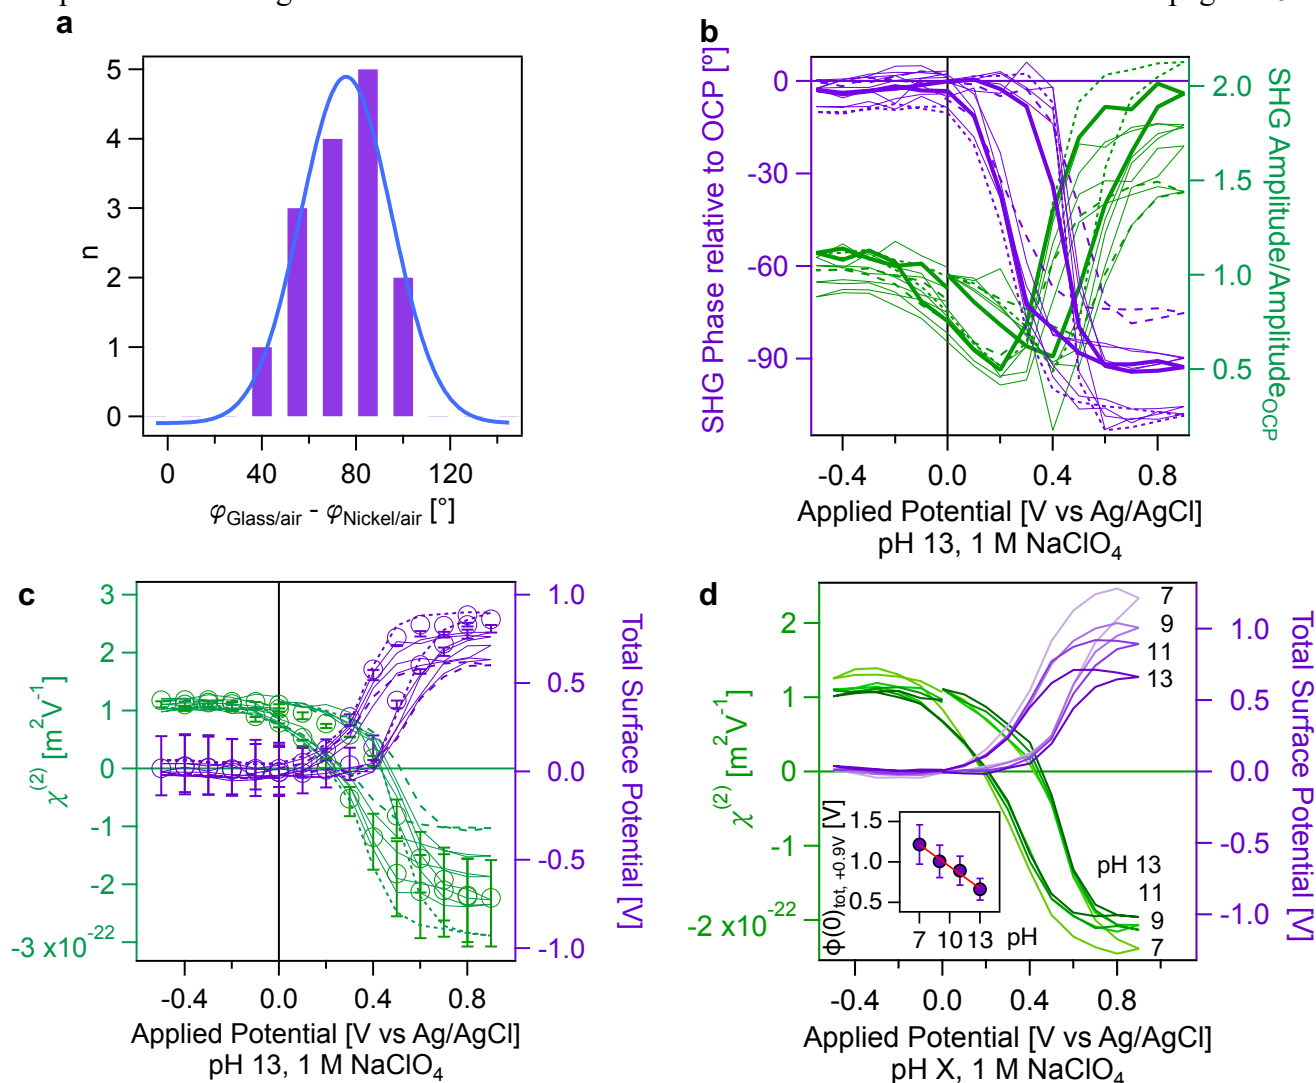 a
n
5
4
3
2
1
0
0
40
80
120
φGlass/air - φNickel/air [°]
b
SHG Phase relative to OCP [º]
0
-30
-60
-90
2.0
1.5
1.0
0.5
SHG Amplitude/AmplitudeOCP
-0.4
0.0
0.4
0.8
Applied Potential [V vs Ag/AgCl]
pH 13, 1 M NaClO4
c
χ(2) [m2V-1]
3
2
1
0
-1
-2
-3 x10-22
1.0
0.5
0.0
-0.5
-1.0
Total Surface Potential [V]
-0.4
0.0
0.4
0.8
Applied Potential [V vs Ag/AgCl]
pH 13, 1 M NaClO4
d
χ(2) [m2V-1]
2
1
0
-1
-2 x10-22
7
9
11
13
1.0
0.5
0.0
-0.5
-1.0
Total Surface Potential [V]
pH 13
11
9
7
ϕ(0)tot, +0.9V [V]
1.5
1.0
0.5
7
10
13
pH
-0.4
0.0
0.4
0.8
Applied Potential [V vs Ag/AgCl]
pH X, 1 M NaClO4